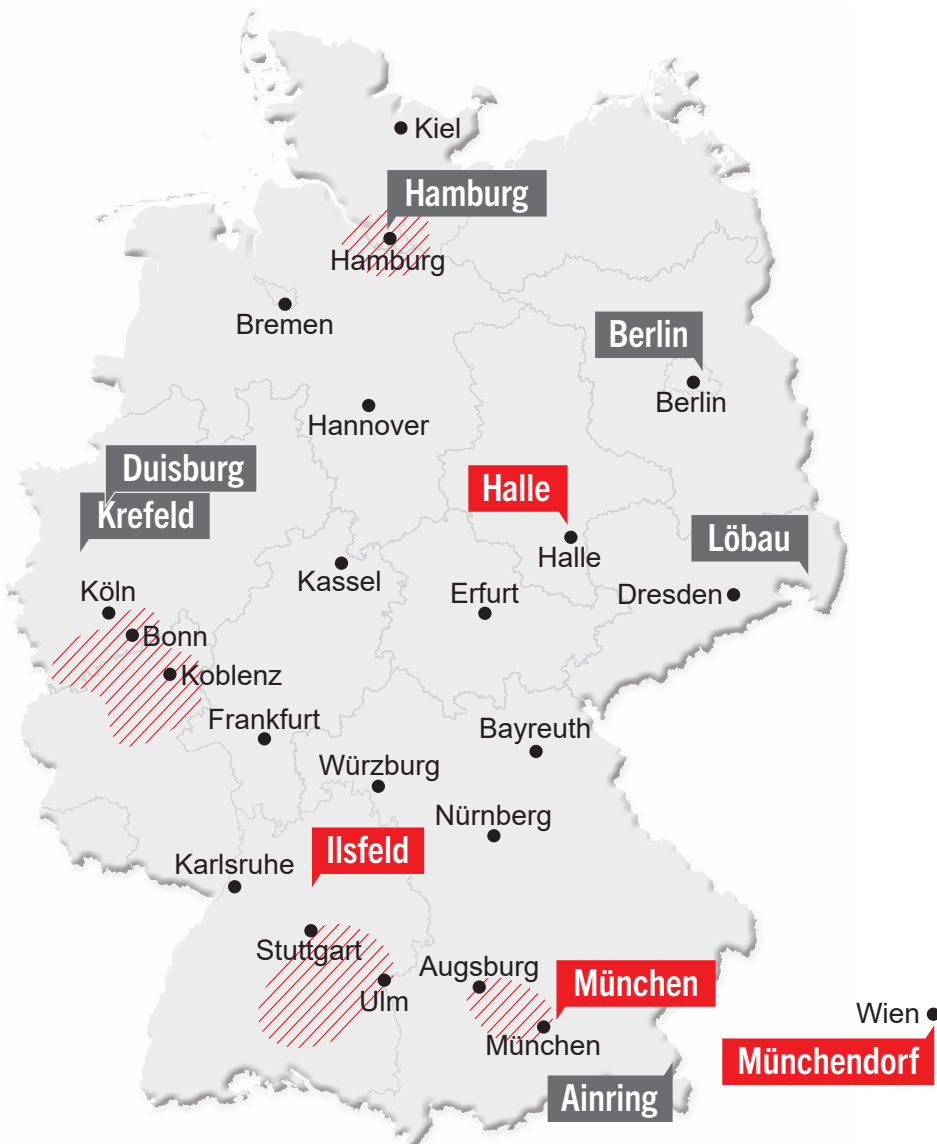 Kiel
Hamburg
Hamburg
Bremen
Berlin
Berlin
Hannover
Duisburg
Krefeld
Halle
Halle
Löbau
Kassel
Köln
Erfurt
Dresden
Bonn
Koblenz
Frankfurt
Bayreuth
Würzburg
Nürnberg
Ilsfeld
Karlsruhe
Stuttgart
Augsburg
Ulm
München
München
Wien
Münchendorf
Ainring